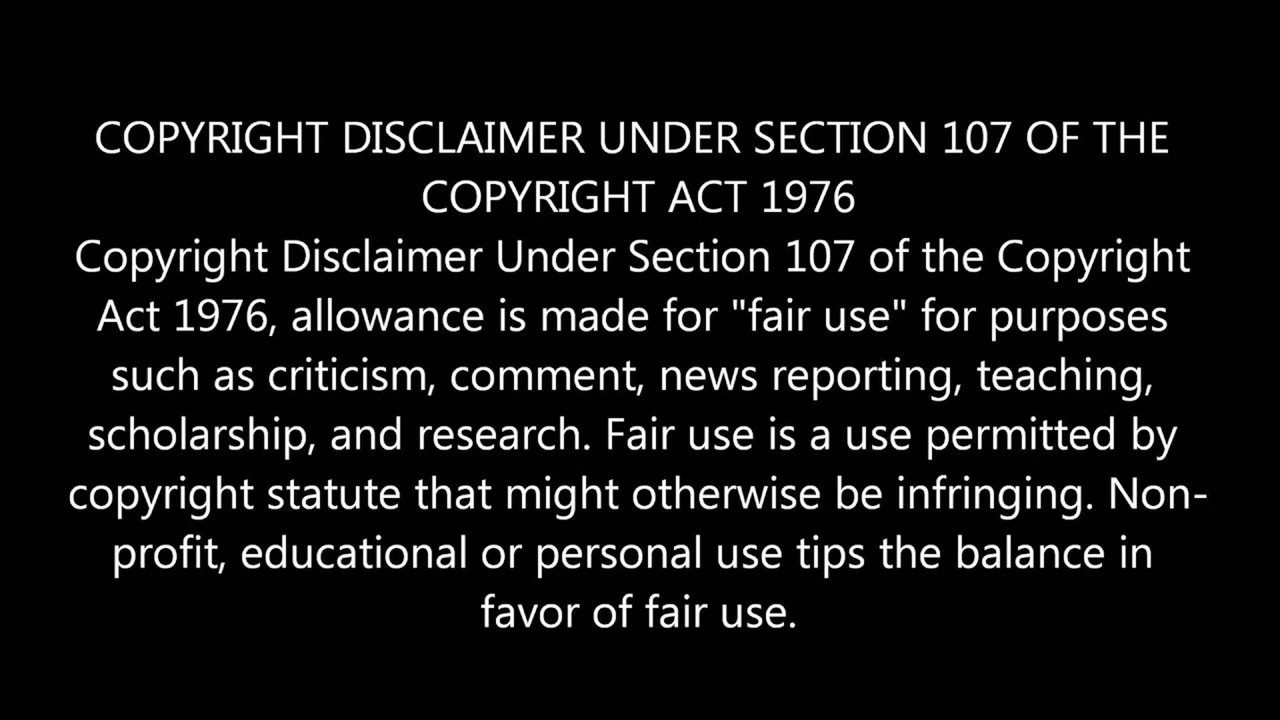 COPYRIGHT DISCLAIMER UNDER SECTION 107 OF THE
COPYRIGHT ACT 1976
Copyright Disclaimer Under Section 107 of the Copyright
Act 1976, allowance is made for "fair use" for purposes
such as criticism, comment, news reporting, teaching,
scholarship, and research. Fair use is a use permitted by
copyright statute that might otherwise be infringing. Non-
profit, educational or personal use tips the balance in
favor of fair use.